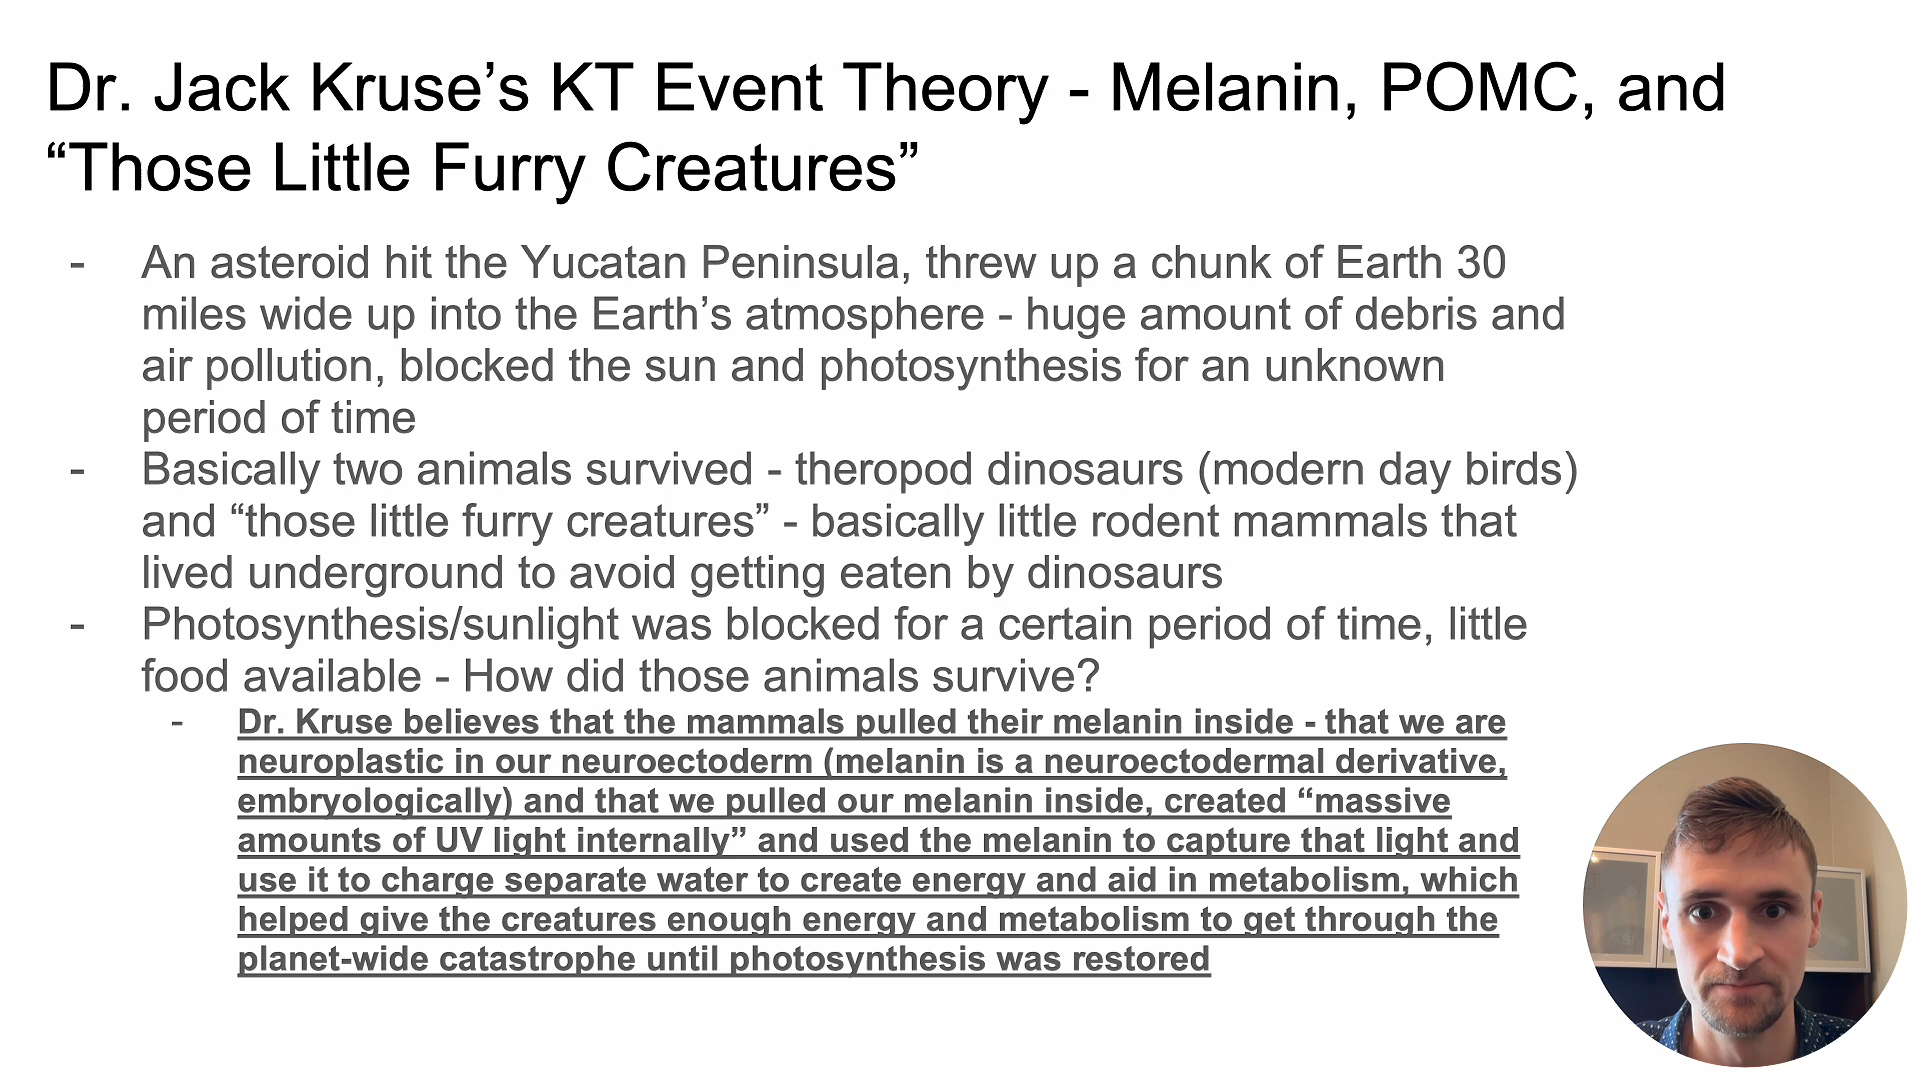 Dr. Jack Kruse’s KT Event Theory - Melanin, POMC, and
“Those Little Furry Creatures”
- An asteroid hit the Yucatan Peninsula, threw up a chunk of Earth 30
miles wide up into the Earth’s atmosphere - huge amount of debris and
air pollution, blocked the sun and photosynthesis for an unknown
period of time
- Basically two animals survived - theropod dinosaurs (modern day birds)
and “those little furry creatures” - basically little rodent mammals that
lived underground to avoid getting eaten by dinosaurs
- Photosynthesis/sunlight was blocked for a certain period of time, little
food available - How did those animals survive?
- Dr. Kruse believes that the mammals pulled their melanin inside - that we are
neuroplastic in our neuroectoderm (melanin is a neuroectodermal derivative,
embryologically) and that we pulled our melanin inside, created “massive
amounts of UV light internally” and used the melanin to capture that light and
use it to charge separate water to create energy and aid in metabolism, which
helped give the creatures enough energy and metabolism to get through the
planet-wide catastrophe until photosynthesis was restored